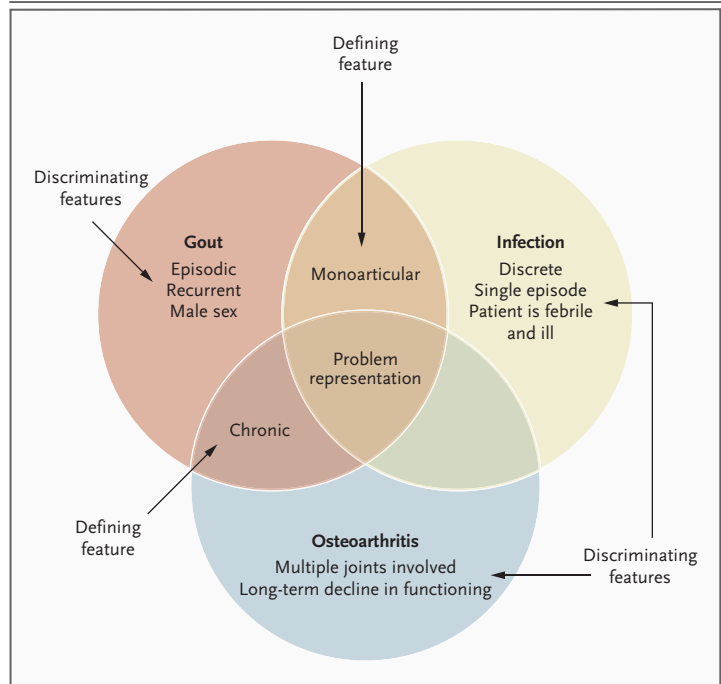 Defining
feature
Discriminating
features
Gout
Episodic
Recurrent
Male sex
Monoarticular
Infection
Discrete
Single episode
Patient is febrile
and ill
Problem
representation
Chronic
Defining
feature
Osteoarthritis
Multiple joints involved
Long-term decline in functioning
Discriminating
features